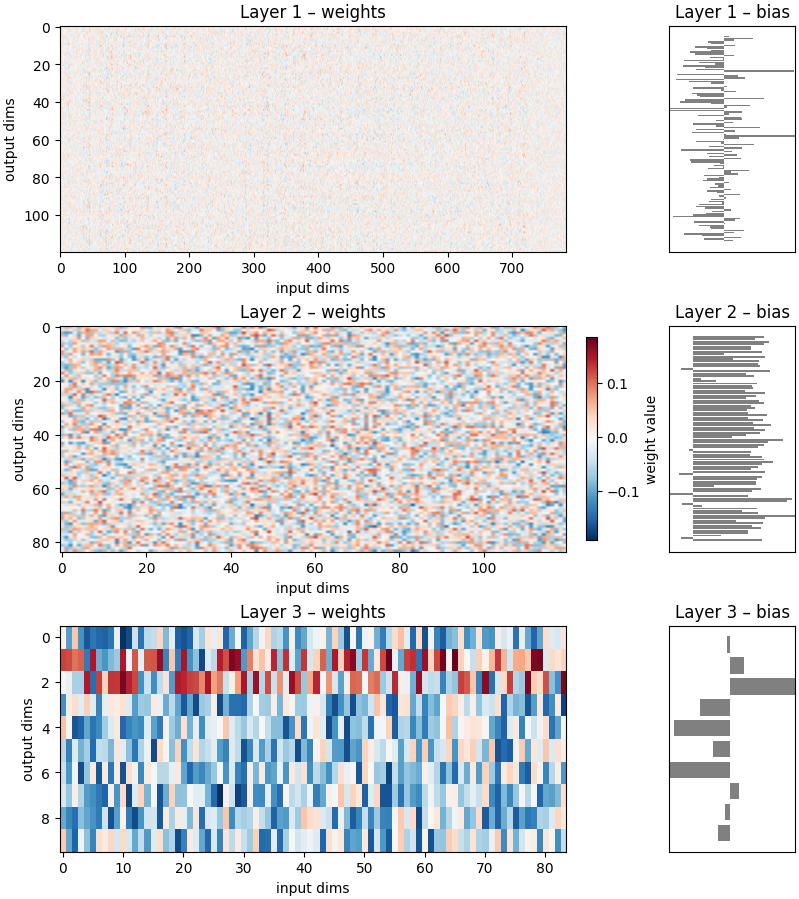 Layer 1 – weights
Layer 1 – bias
0
20
40
60
80
100
output dims
0 100 200 300 400 500 600 700
input dims
Layer 2 – weights
Layer 2 – bias
0
20
40
60
80
output dims
0 20 40 60 80 100
input dims
0.1
0.0
−0.1
weight value
Layer 3 – weights
Layer 3 – bias
0
2
4
6
8
output dims
0 10 20 30 40 50 60 70 80
input dims